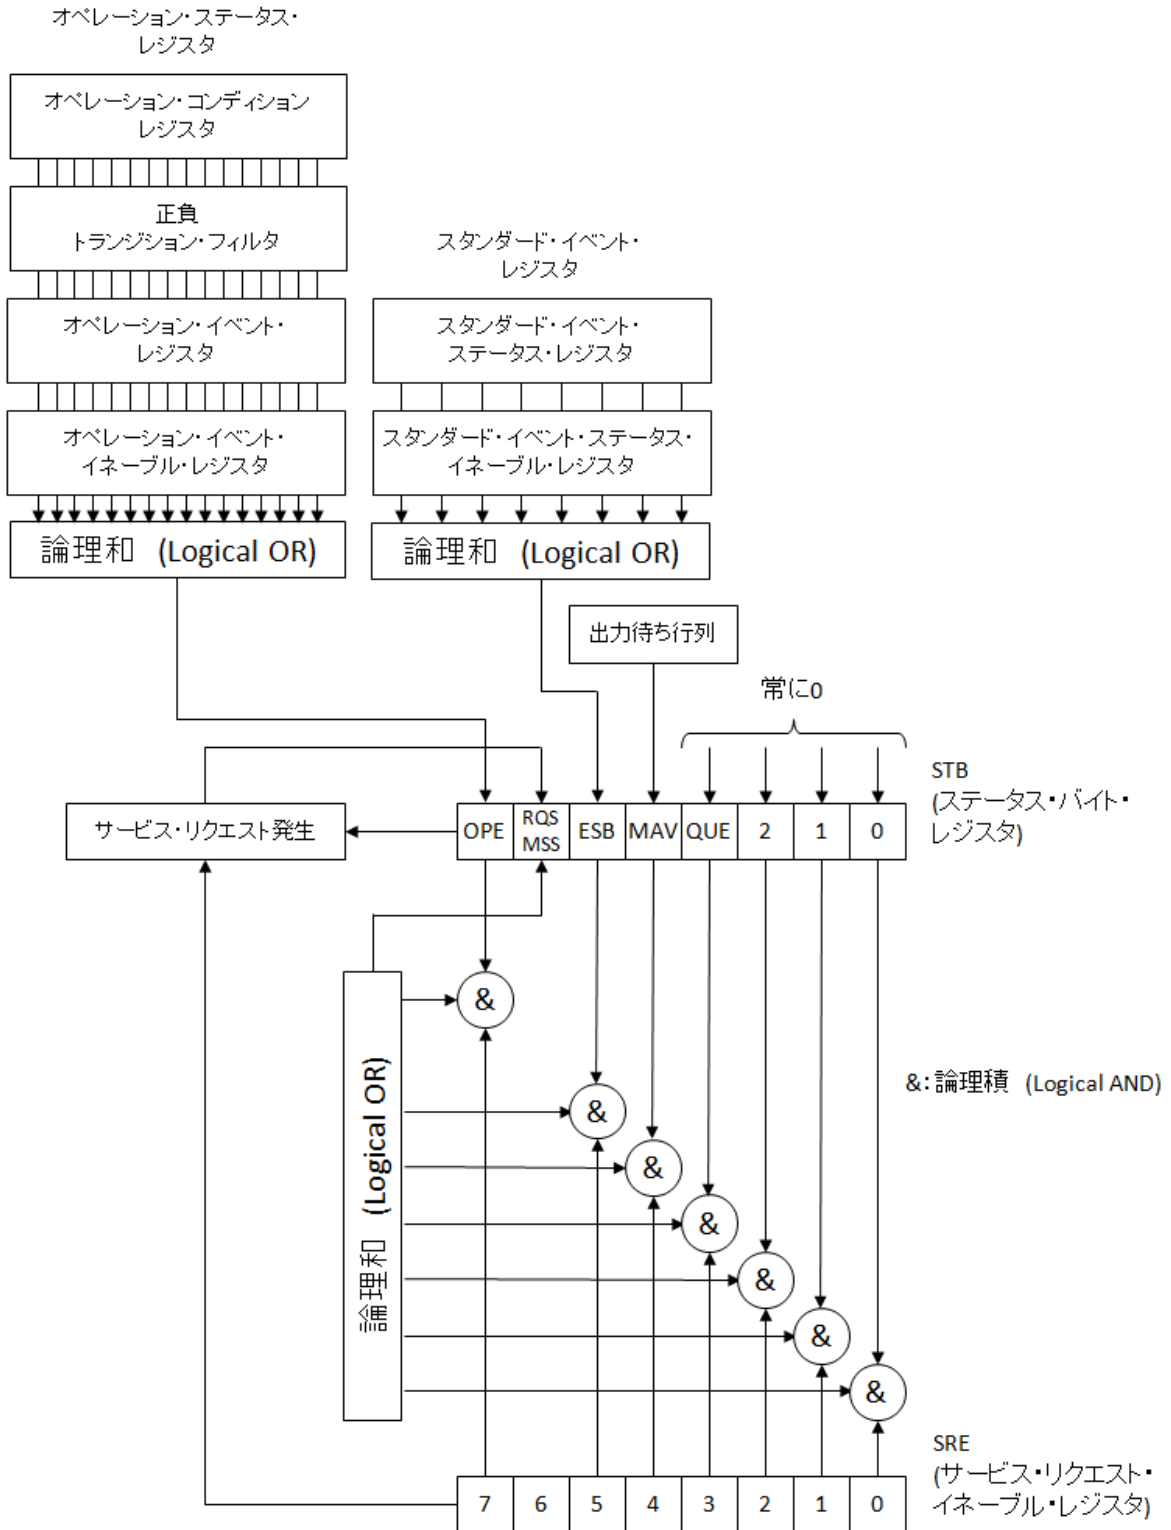 オペレーション・ステータス・
レジスタ
オペレーション・コンディション
レジスタ
正負
トランジション・フィルタ
オペレーション・イベント・
レジスタ
オペレーション・イベント・
イネーブル・レジスタ
論理和 (Logical OR)
スタンダード・イベント・
レジスタ
スタンダード・イベント・
ステータス・レジスタ
スタンダード・イベント・ステータス・
イネーブル・レジスタ
論理和 (Logical OR)
出力待ち行列
常に0
サービス・リクエスト発生
OPE
RQS
MSS
ESB
MAV
QUE
2
1
0
STB
(ステータス・バイト・
レジスタ)
論理和 (Logical OR)
&
&
&
&
&
&
&
&:論理積 (Logical AND)
7
6
5
4
3
2
1
0
SRE
(サービス・リクエスト・
イネーブル・レジスタ)